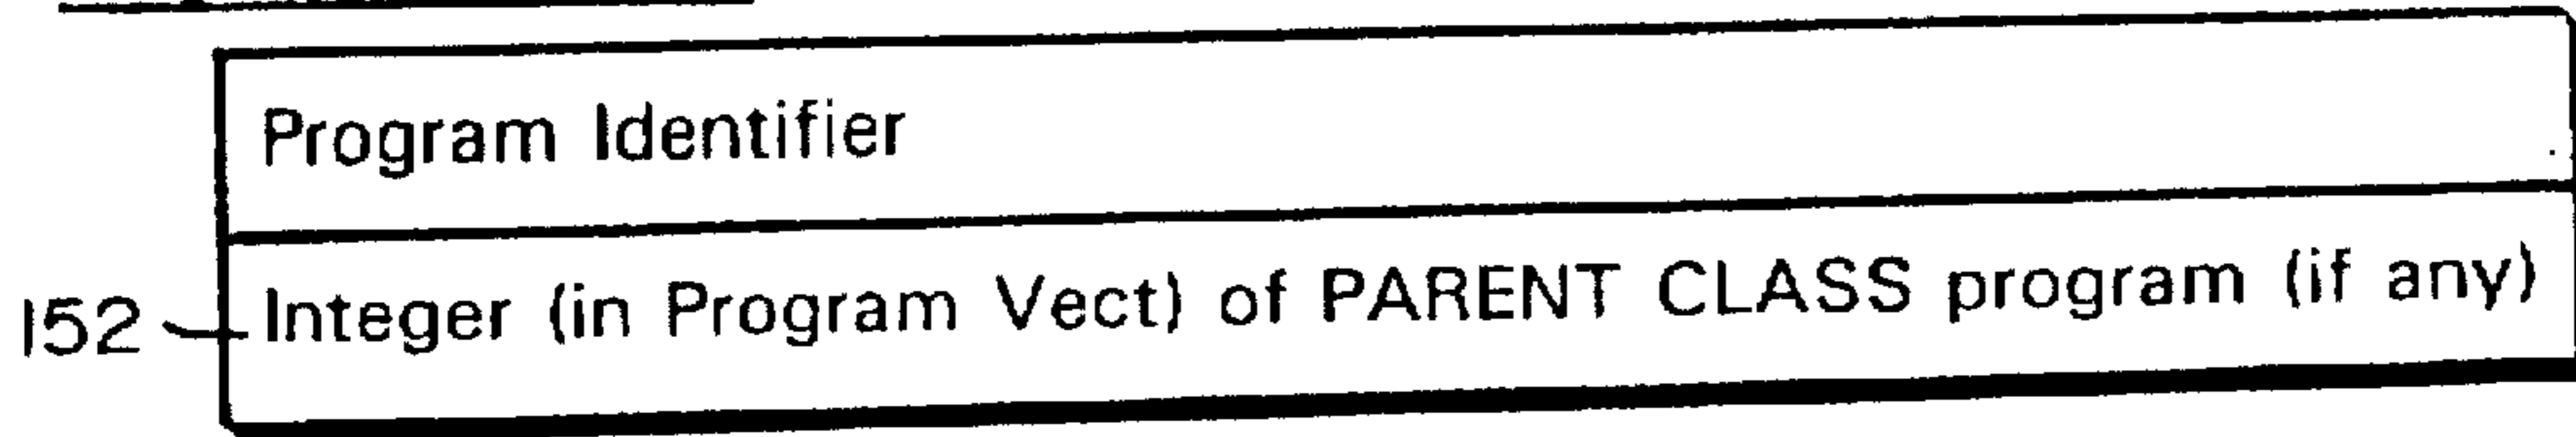 Program Identifier
152 Integer (in Program Vect) of PARENT CLASS program (if any)